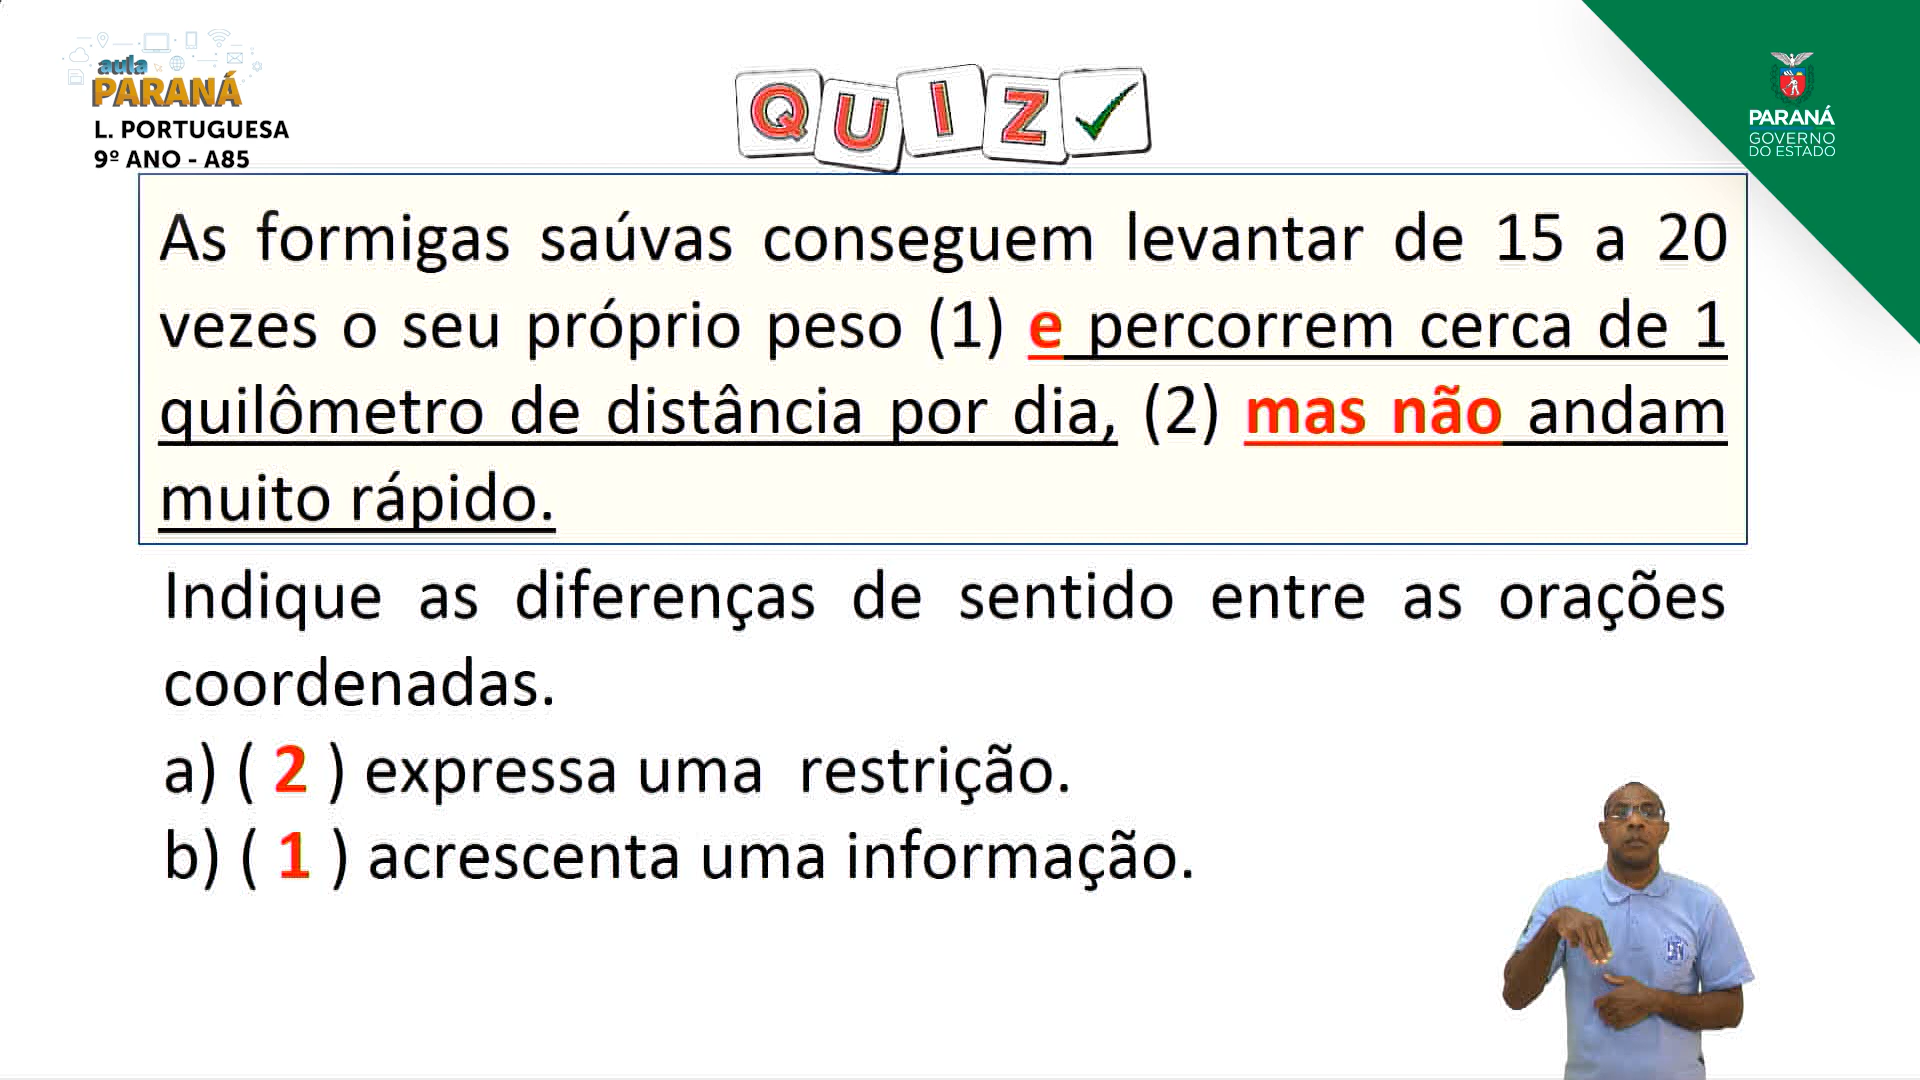 aula
PARANÁ
L. PORTUGUESA
9º ANO - A85
QUIZ
PARANÁ
GOVERNO
DO ESTADO
As formigas saúvas conseguem levantar de 15 a 20
vezes o seu próprio peso (1) e percorrem cerca de 1
quilômetro de distância por dia, (2) mas não andam
muito rápido.
Indique as diferenças de sentido entre as orações
coordenadas.
a) ( 2 ) expressa uma restrição.
b) ( 1 ) acrescenta uma informação.